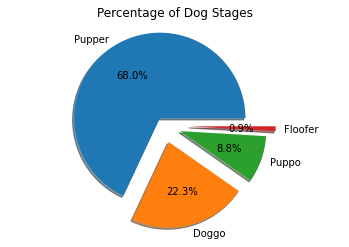 Percentage of Dog Stages
Pupper
68.0%
0.9%
Floofer
8.8%
Puppo
22.3%
Doggo